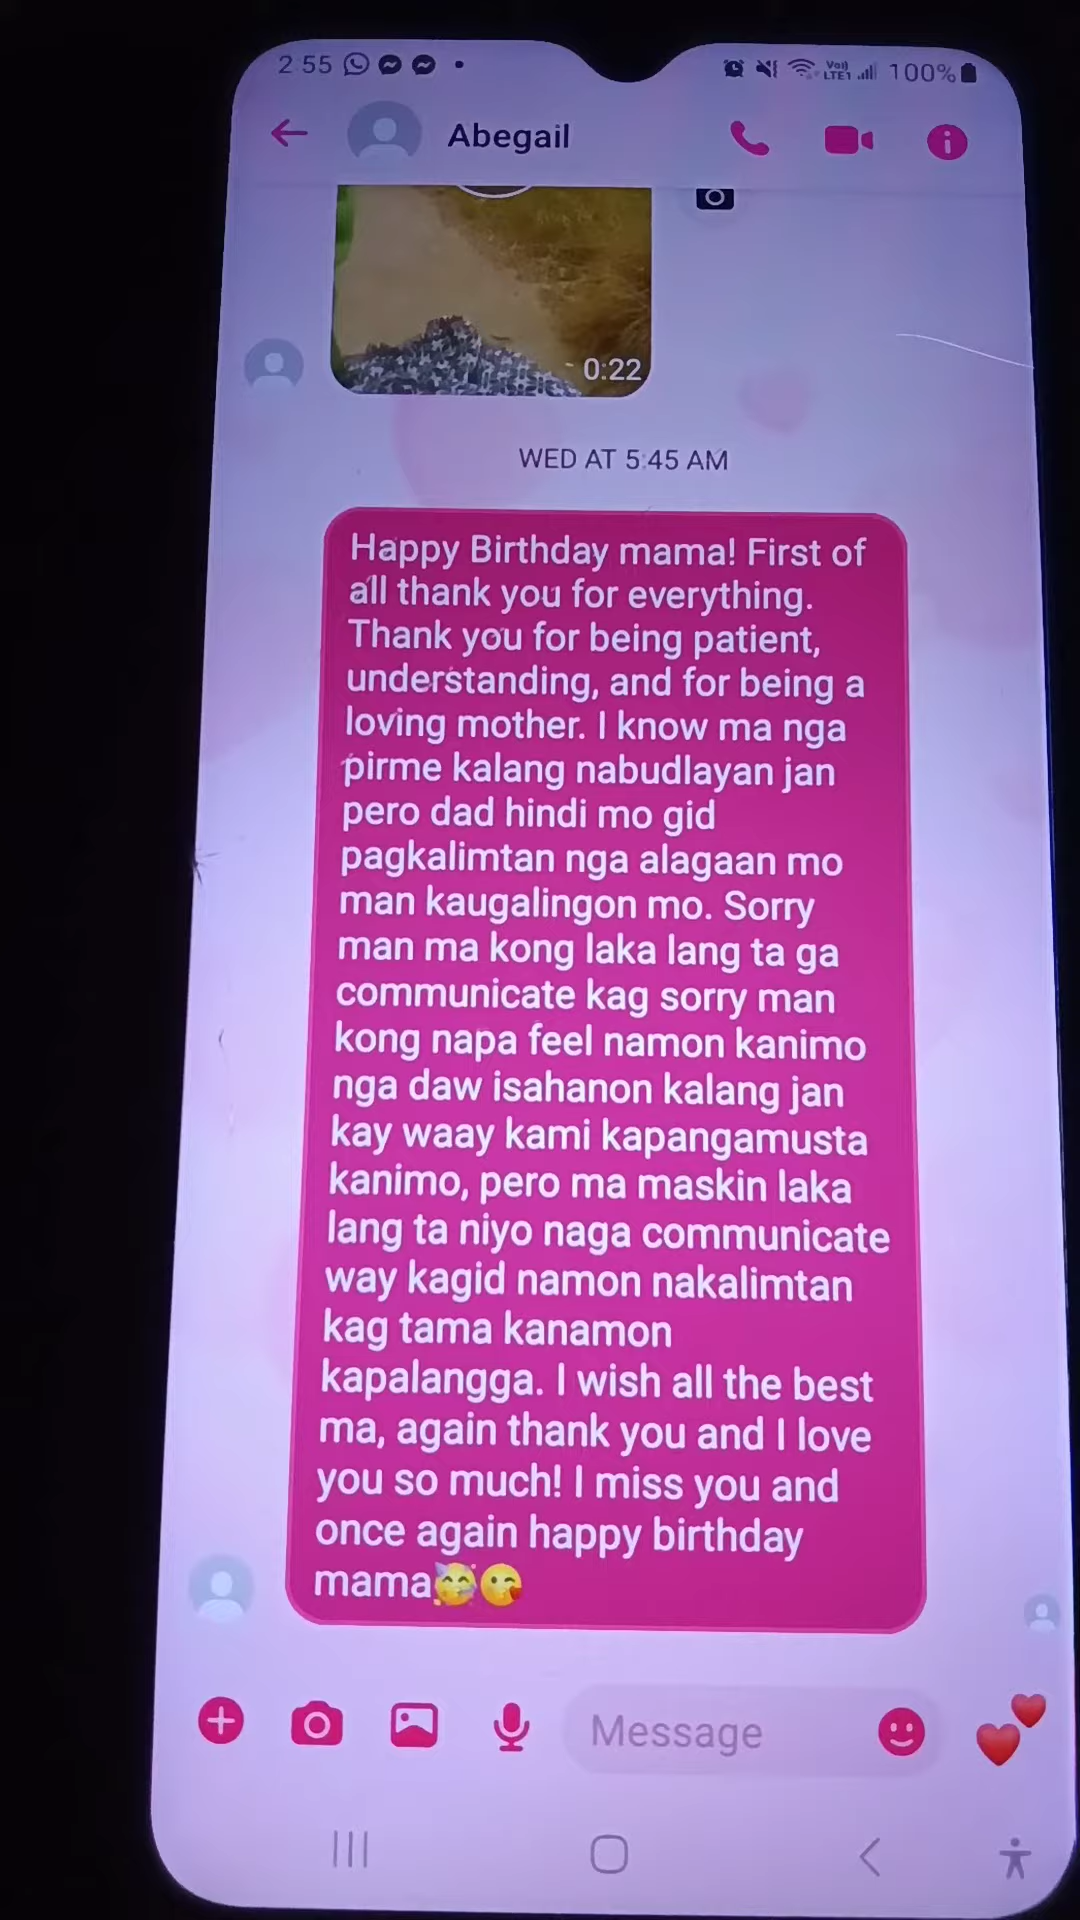 2:55
Vo))
LTE1
100%
Abegail
0:22
WED AT 5:45 AM
Happy Birthday mama! First of
all thank you for everything.
Thank you for being patient,
understanding, and for being a
loving mother. I know ma nga
pirme kalang nabudlayan jan
pero dad hindi mo gid
pagkalimtan nga alagaan mo
man kaugalingon mo. Sorry
man ma kong laka lang ta ga
communicate kag sorry man
kong napa feel namon kanimo
nga daw isahanon kalang jan
kay waay kami kapangamusta
kanimo, pero ma maskin laka
lang ta niyo naga communicate
way kagid namon nakalimtan
kag tama kanamon
kapalangga. I wish all the best
ma, again thank you and I love
you so much! I miss you and
once again happy birthday
mama🥳😘
Message